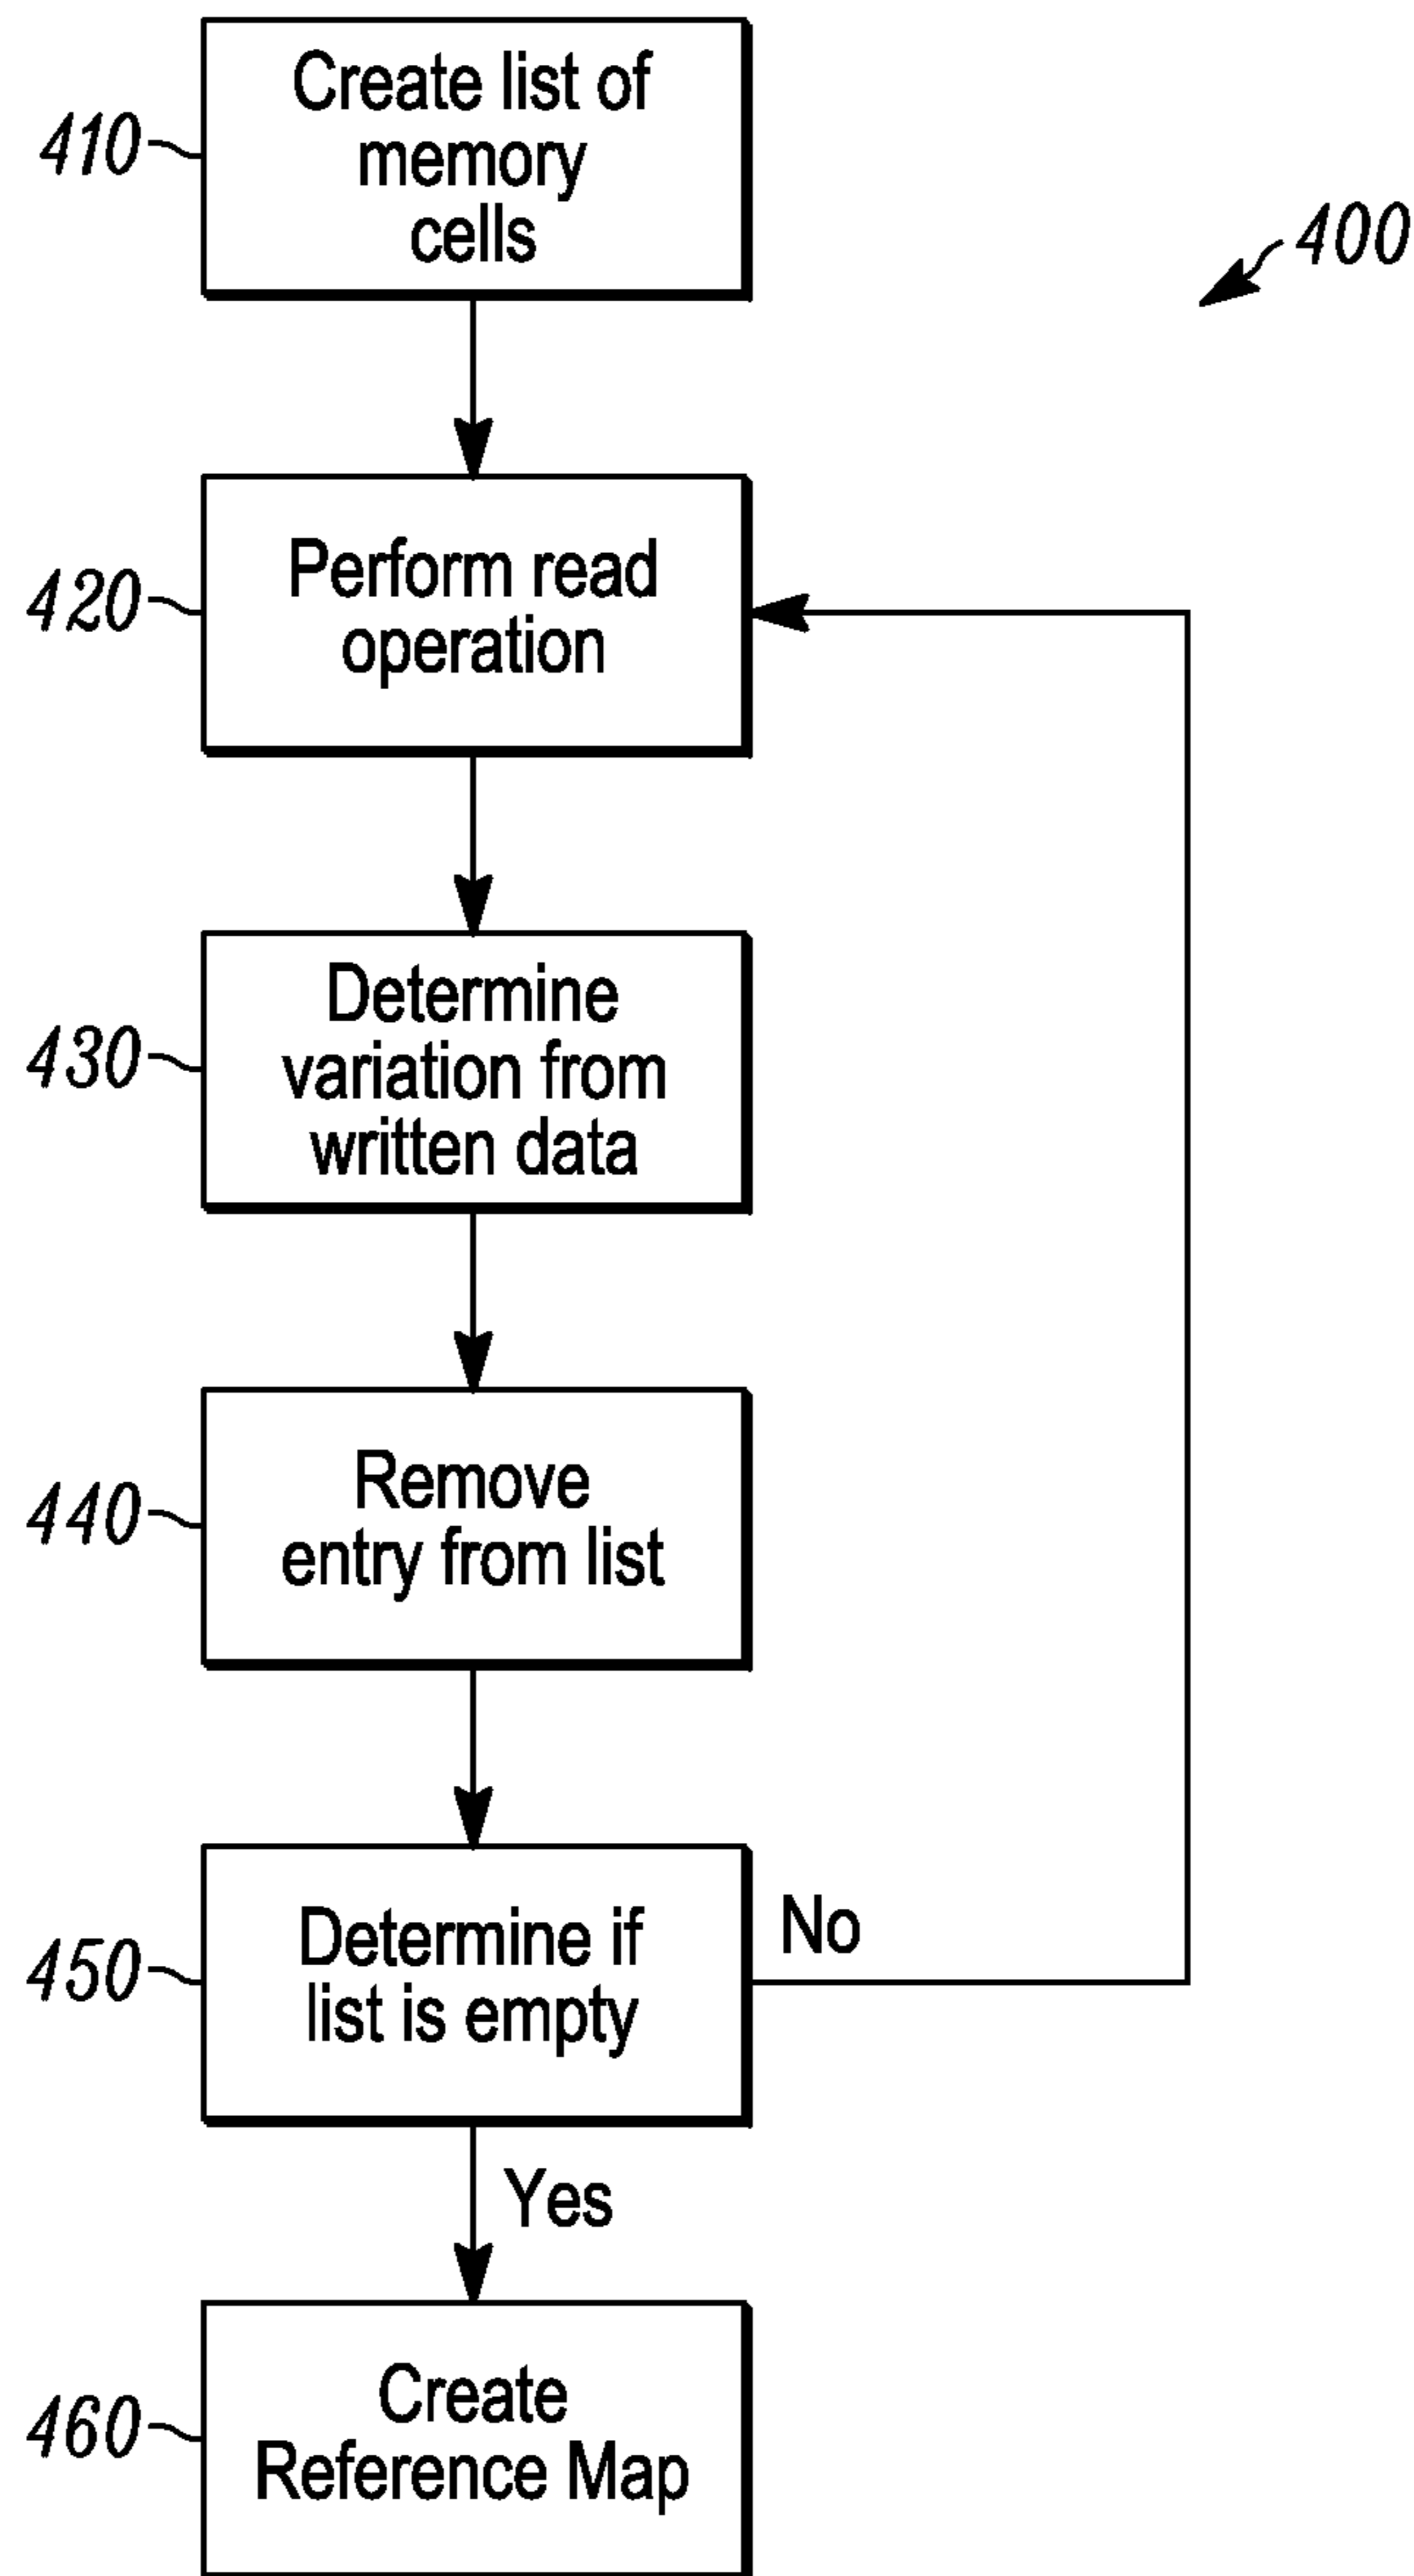 Create list of
memory
cells
410
400
Perform read
operation
420
Determine
variation from
written data
430
Remove
entry from list
440
Determine if
list is empty
450
No
Yes
Create
Reference Map
460